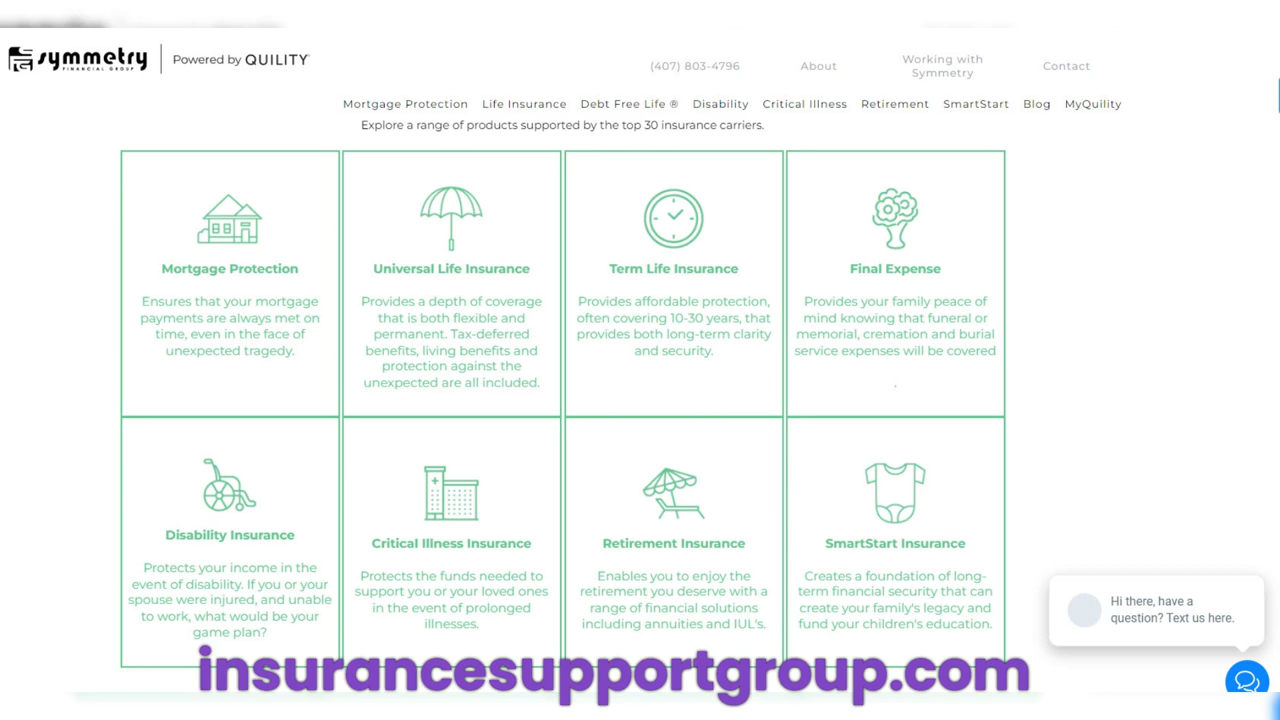 symmetry
FINANCIAL GROUP
Powered by QUILITY
(407) 803-4796
About
Working with
Symmetry
Contact
Mortgage Protection Life Insurance Debt Free Life ® Disability Critical Illness Retirement SmartStart Blog MyQuility
Explore a range of products supported by the top 30 insurance carriers.
Mortgage Protection
Ensures that your mortgage
payments are always met on
time, even in the face of
unexpected tragedy.
Universal Life Insurance
Provides a depth of coverage
that is both flexible and
permanent. Tax-deferred
benefits, living benefits and
protection against the
unexpected are all included.
Term Life Insurance
Provides affordable protection,
often covering 10-30 years, that
provides both long-term clarity
and security.
Final Expense
Provides your family peace of
mind knowing that funeral or
memorial, cremation and burial
service expenses will be covered
.
Disability Insurance
Protects your income in the
event of disability. If you or your
spouse were injured, and unable
to work, what would be your
game plan?
Critical Illness Insurance
Protects the funds needed to
support you or your loved ones
in the event of prolonged
illnesses.
Retirement Insurance
Enables you to enjoy the
retirement you deserve with a
range of financial solutions
including annuities and IUL's.
SmartStart Insurance
Creates a foundation of long-
term financial security that can
create your family's legacy and
fund your children's education.
Hi there, have a
question? Text us here.
insurancesupportgroup.com